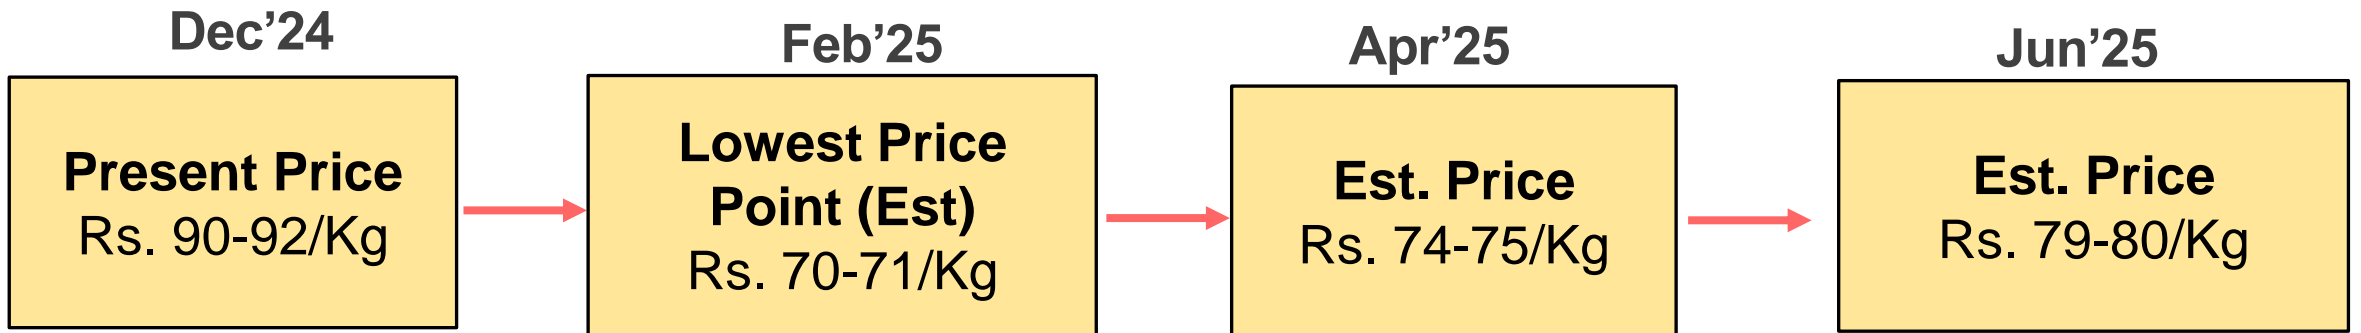 Dec’24
Present Price
Rs. 90-92/Kg
Feb’25
Lowest Price
Point (Est)
Rs. 70-71/Kg
Apr’25
Est. Price
Rs. 74-75/Kg
Jun’25
Est. Price
Rs. 79-80/Kg